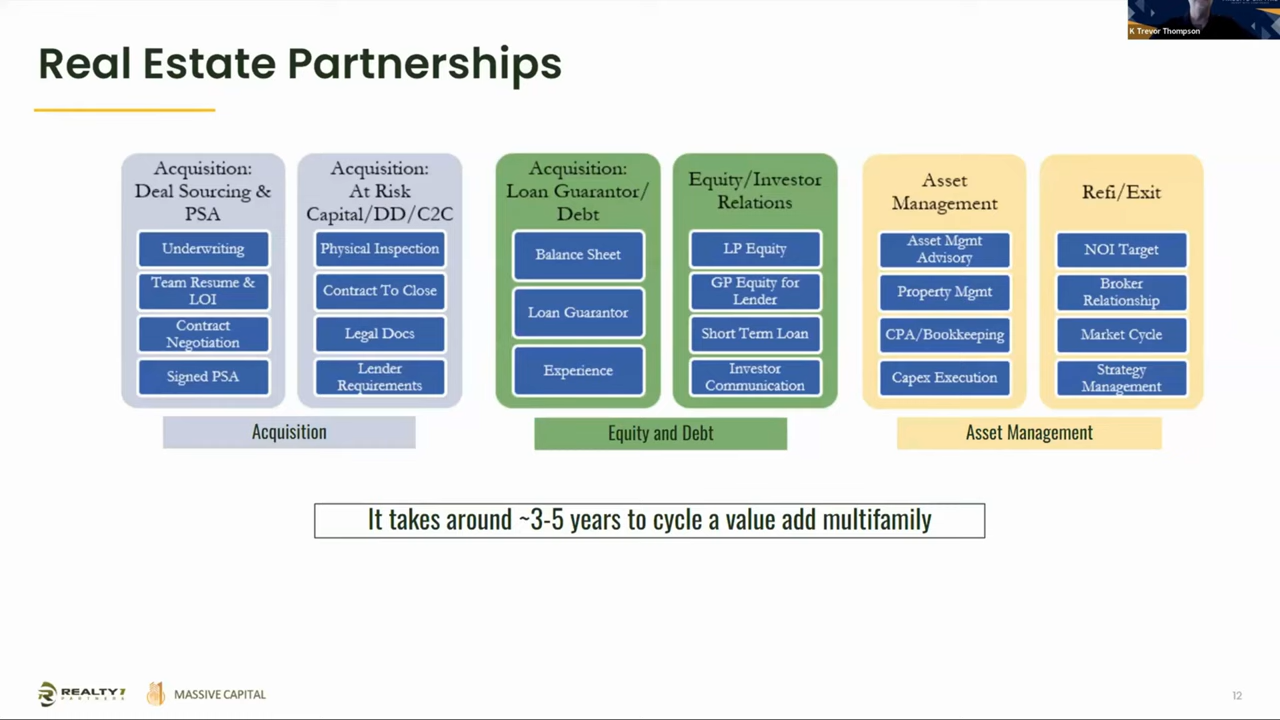 K Trevor Thompson
Real Estate Partnerships
Acquisition:
Deal Sourcing &
PSA
Underwriting
Team Resume &
LOI
Contract
Negotiation
Signed PSA
Acquisition:
At Risk
Capital/DD/C2C
Physical Inspection
Contract To Close
Legal Docs
Lender
Requirements
Acquisition
Acquisition:
Loan Guarantor/
Debt
Balance Sheet
Loan Guarantor
Experience
Equity/Investor
Relations
LP Equity
GP Equity for
Lender
Short Term Loan
Investor
Communication
Equity and Debt
Asset
Management
Asset Mgmt
Advisory
Property Mgmt
CPA/Bookkeeping
Capex Execution
Refi/Exit
NOI Target
Broker
Relationship
Market Cycle
Strategy
Management
Asset Management
It takes around ~3-5 years to cycle a value add multifamily
REALTY1
PARTNERS
MASSIVE CAPITAL
12